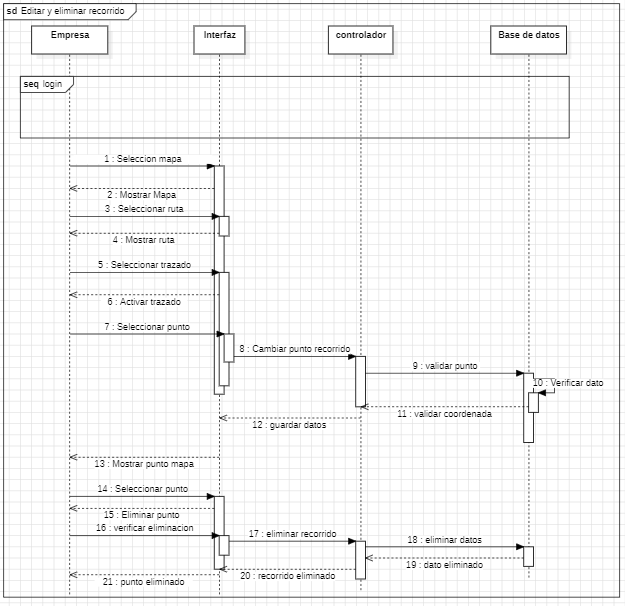 sd Editar y eliminar recorrido
Empresa
Interfaz
controlador
Base de datos
seq login
1 : Seleccion mapa
2 : Mostrar Mapa
3 : Seleccionar ruta
4 : Mostrar ruta
5 : Seleccionar trazado
6 : Activar trazado
7 : Seleccionar punto
8 : Cambiar punto recorrido
9 : validar punto
10 : Verificar dato
11 : validar coordenada
12 : guardar datos
13 : Mostrar punto mapa
14 : Seleccionar punto
15 : Eliminar punto
16 : verificar eliminacion
17 : eliminar recorrido
18 : eliminar datos
19 : dato eliminado
20 : recorrido eliminado
21 : punto eliminado